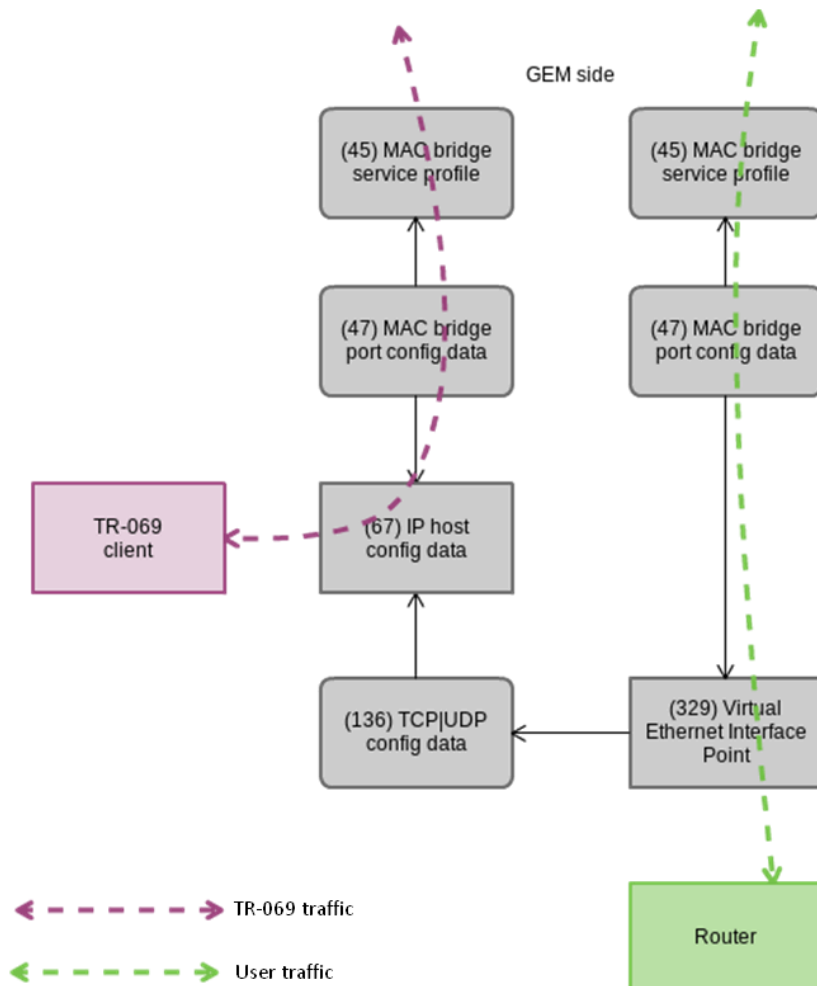 GEM side
(45) MAC bridge
service profile
(45) MAC bridge
service profile
(47) MAC bridge
port config data
(47) MAC bridge
port config data
TR-069
client
(67) IP host
config data
(136) TCP|UDP
config data
(329) Virtual
Ethernet Interface
Point
TR-069 traffic
Router
User traffic